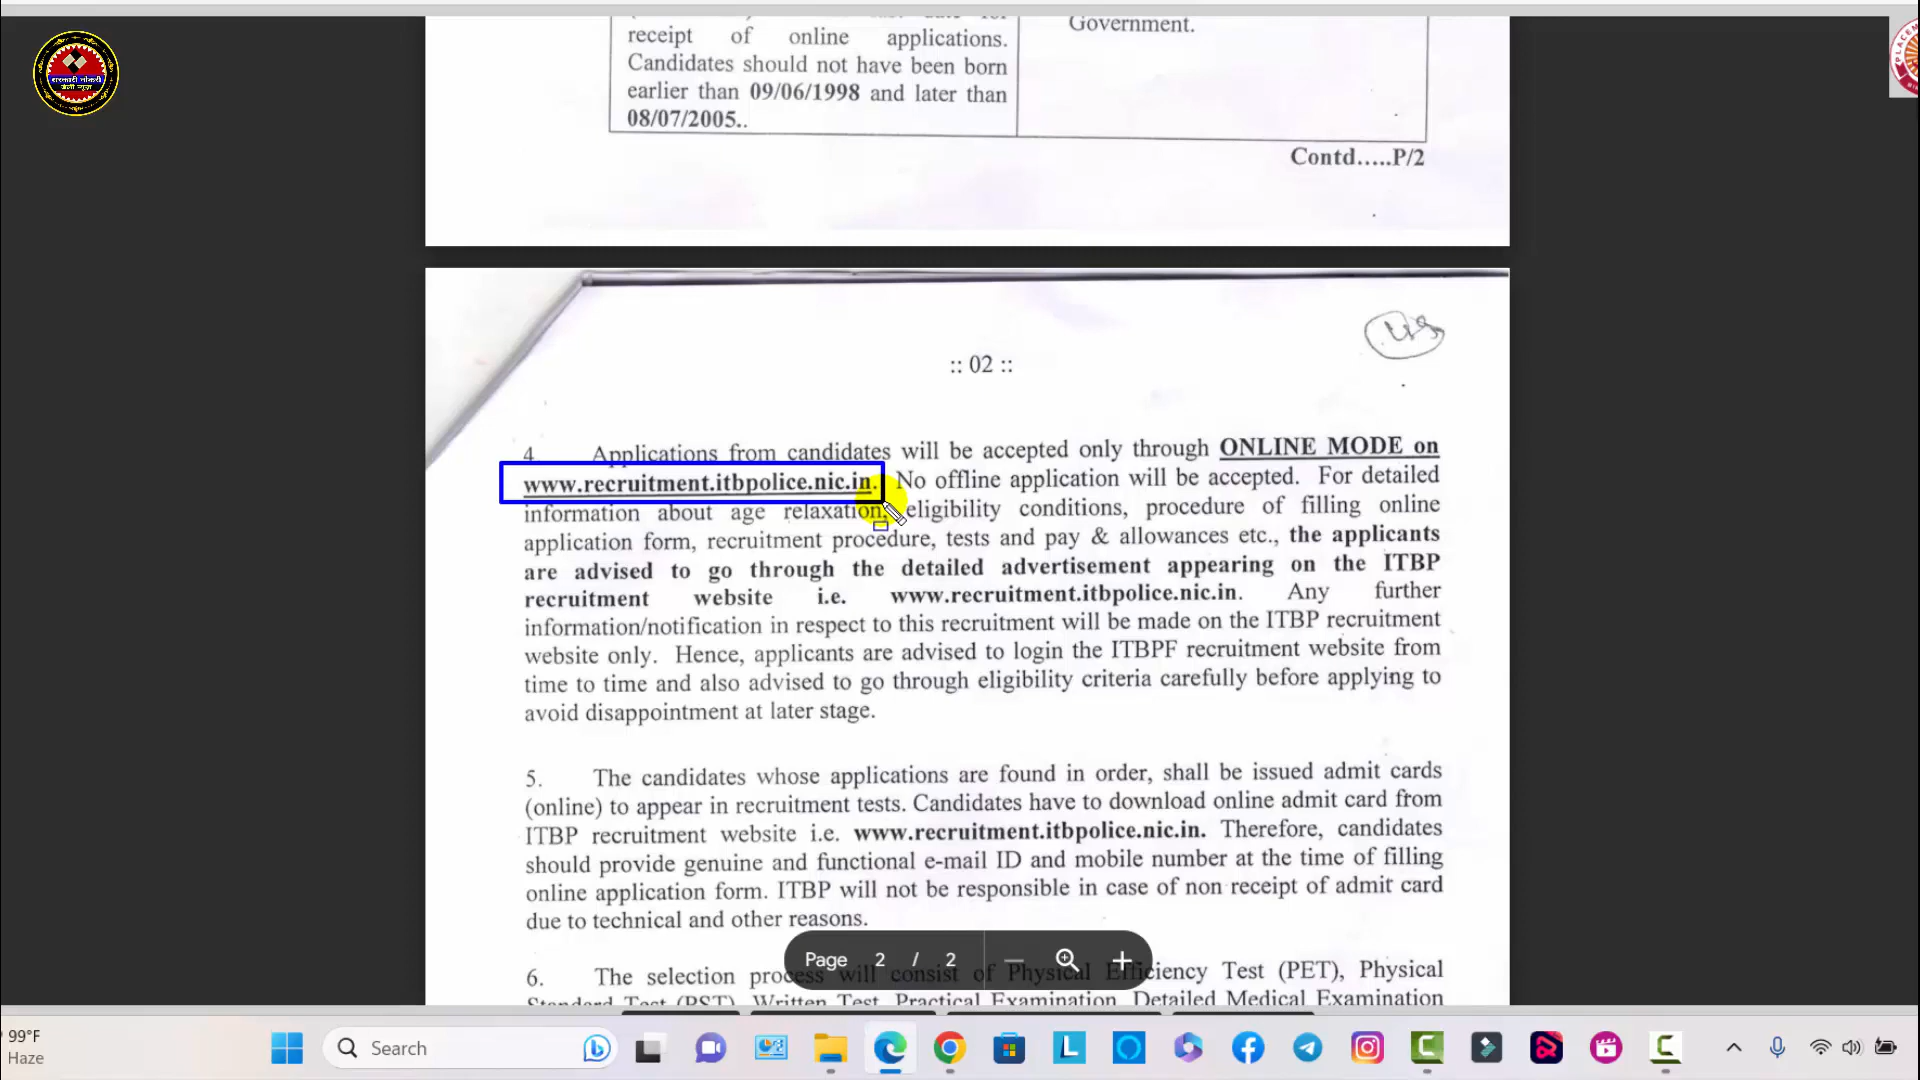 receipt of online applications.
Candidates should not have been born
earlier than 09/06/1998 and later than
08/07/2005..
Government.
Contd.....P/2
सरकारी नौकरी
:: 02 ::
4. Applications from candidates will be accepted only through ONLINE MODE on
www.recruitment.itbpolice.nic.in. No offline application will be accepted. For detailed
information about age relaxation, eligibility conditions, procedure of filling online
application form, recruitment procedure, tests and pay & allowances etc., the applicants
are advised to go through the detailed advertisement appearing on the ITBP
recruitment website i.e. www.recruitment.itbpolice.nic.in. Any further
information/notification in respect to this recruitment will be made on the ITBP recruitment
website only. Hence, applicants are advised to login the ITBPF recruitment website from
time to time and also advised to go through eligibility criteria carefully before applying to
avoid disappointment at later stage.
5. The candidates whose applications are found in order, shall be issued admit cards
(online) to appear in recruitment tests. Candidates have to download online admit card from
ITBP recruitment website i.e. www.recruitment.itbpolice.nic.in. Therefore, candidates
should provide genuine and functional e-mail ID and mobile number at the time of filling
online application form. ITBP will not be responsible in case of non receipt of admit card
due to technical and other reasons.
6. The selection process will consist of Physical Efficiency Test (PET), Physical
Standard Test (PST), Written Test, Practical Examination, Detailed Medical Examination
Page 2 / 2
99°F
Haze
Search